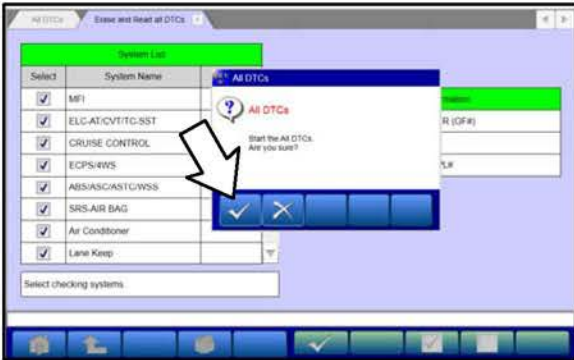 All DTCs
Erase and Read all DTCs
System List
Select
System Name
MFI
ELC-AT/CVT/TC-SST
CRUISE CONTROL
ECPS/4WS
ABS/ASC/ASTC/WSS
SRS-AIR BAG
Air Conditioner
Lane Keep
Select checking systems
All DTCs
All DTCs
Start the All DTCs.
Are you sure?